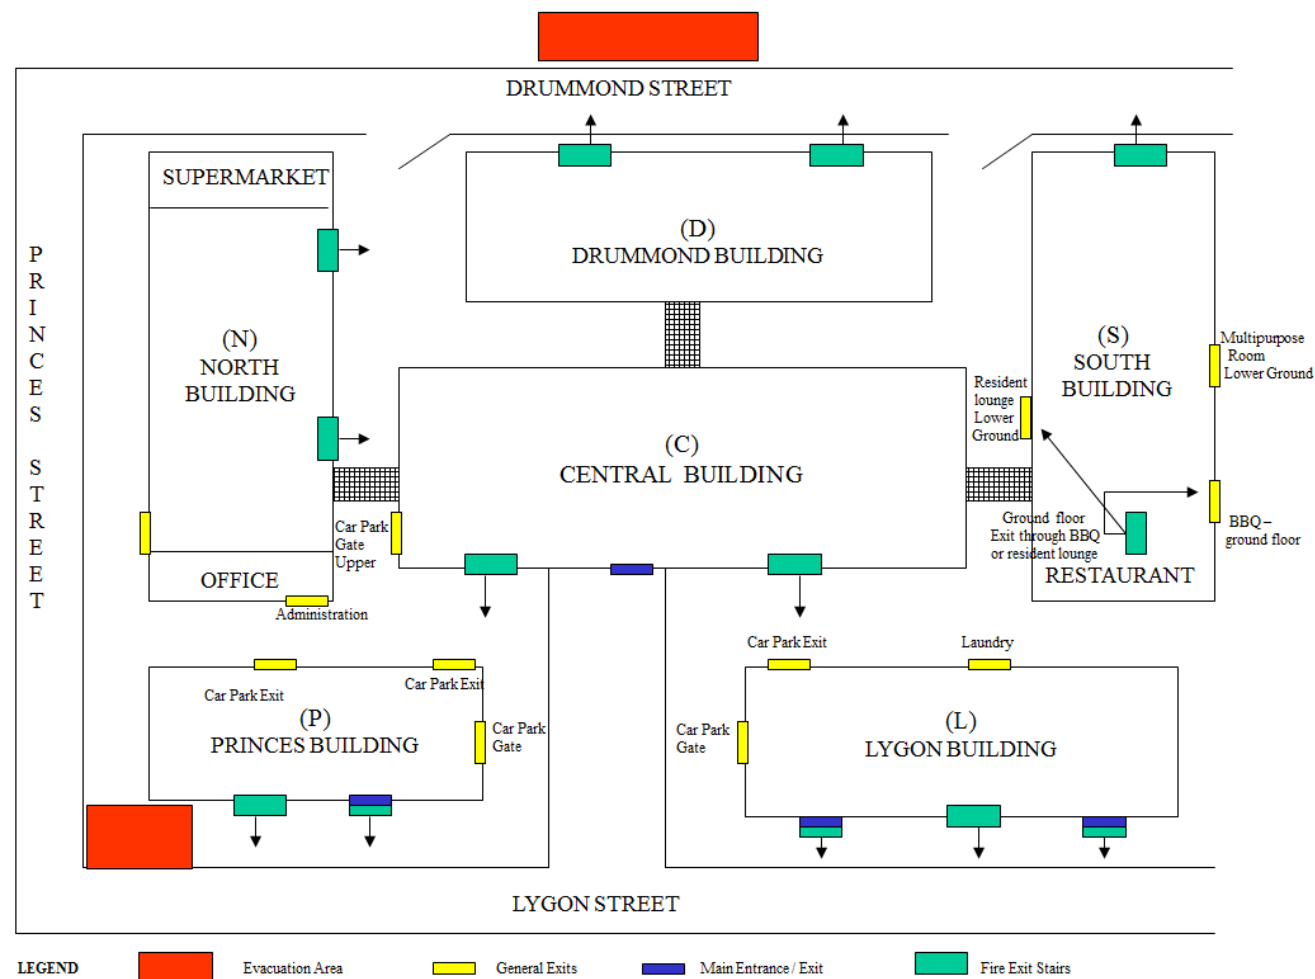 DRUMMOND STREET
SUPERMARKET
(D)
DRUMMOND BUILDING
PRINCES STREET
(N)
NORTH
BUILDING
(S)
SOUTH
BUILDING
Multipurpose
Room
Lower Ground
Resident
lounge
Lower
Ground
(C)
CENTRAL BUILDING
Car Park
Gate
Upper
Ground floor
Exit through BBQ
or resident lounge
BBQ –
ground floor
RESTAURANT
OFFICE
Administration
Car Park Exit
Car Park Exit
(P)
PRINCES BUILDING
Car Park
Gate
Car Park Exit
Laundry
Car Park
Gate
(L)
LYGON BUILDING
LYGON STREET
LEGEND
Evacuation Area
General Exits
Main Entrance / Exit
Fire Exit Stairs